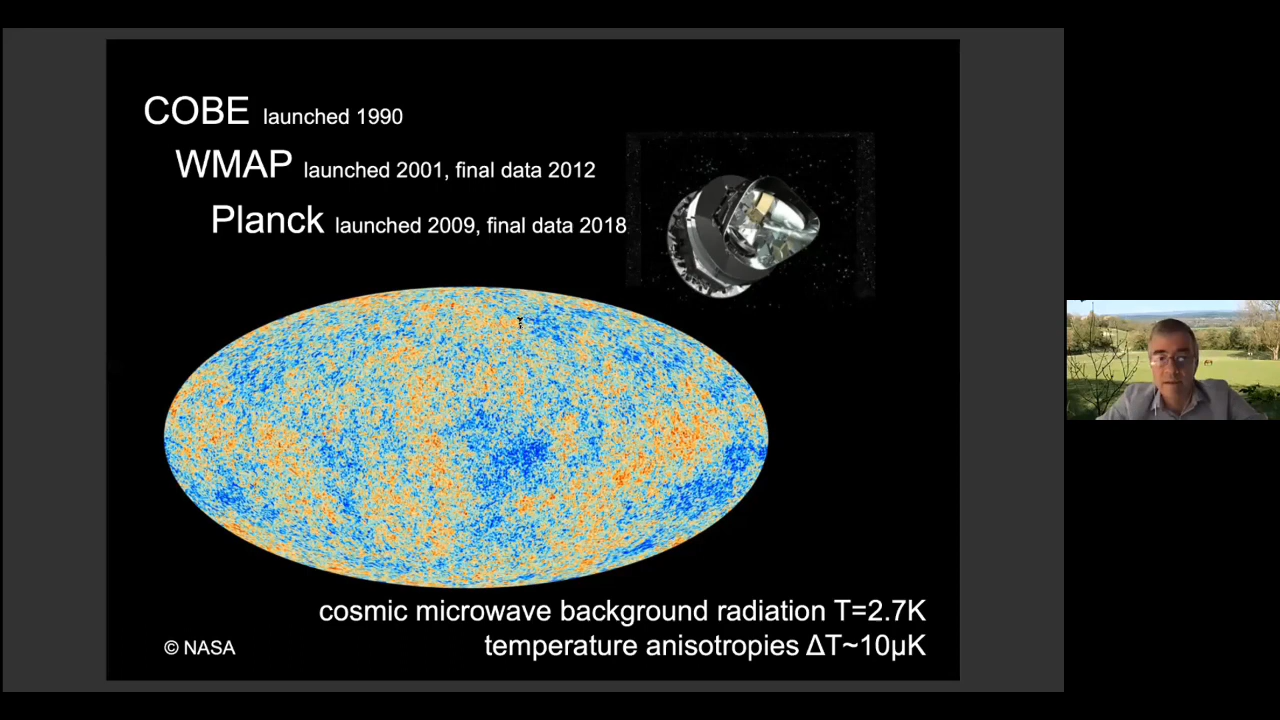 COBE launched 1990
WMAP launched 2001, final data 2012
Planck launched 2009, final data 2018
cosmic microwave background radiation T=2.7K
temperature anisotropies ΔT~10μK
© NASA